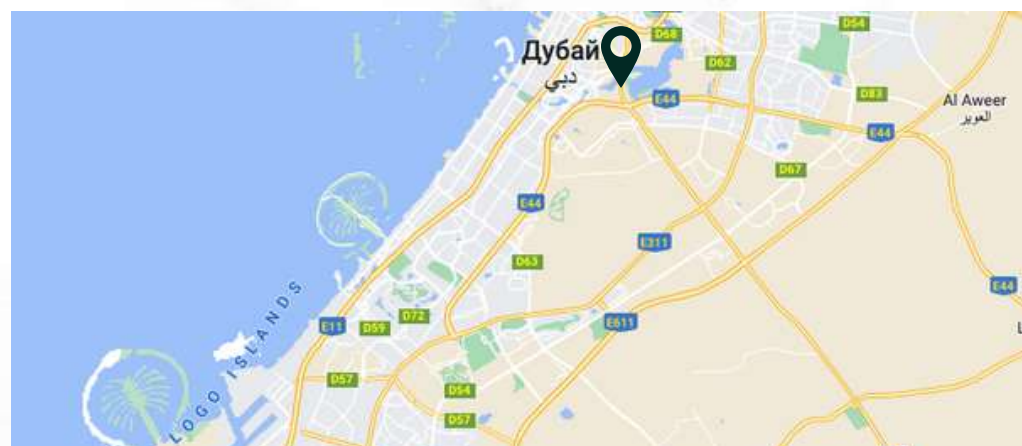 D54
D68
Дубай
دبي
D62
E44
D83
Al Aweer
العوير
E44
D67
E44
E311
D63
E44
LOGO ISLANDS
E11
D59
D72
E611
D57
D54
D57